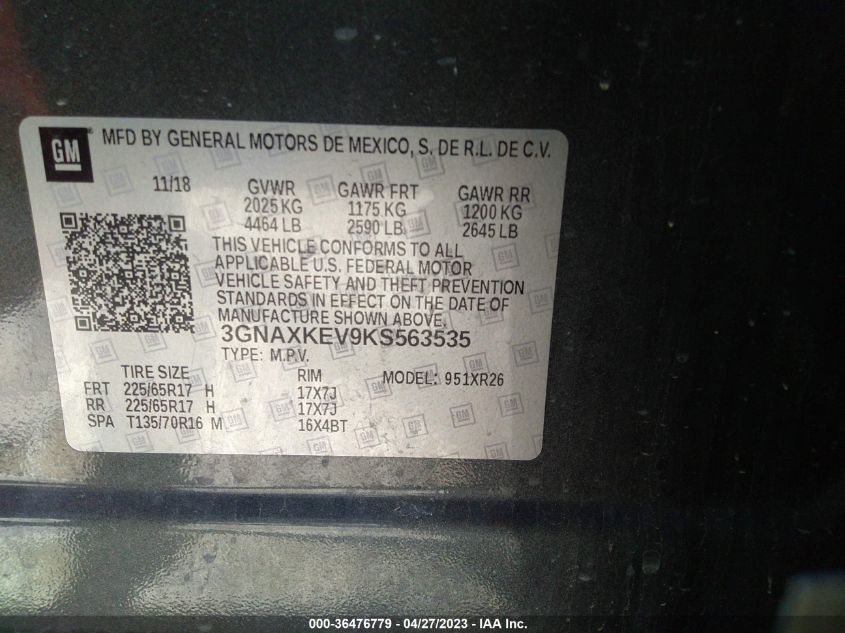 GM
MFD BY GENERAL MOTORS DE MEXICO, S. DE R.L. DE C.V.
11/18 GVWR GAWR FRT GAWR RR
2025 KG 1175 KG 1200 KG
4464 LB 2590 LB 2645 LB
THIS VEHICLE CONFORMS TO ALL
APPLICABLE U.S. FEDERAL MOTOR
VEHICLE SAFETY AND THEFT PREVENTION
STANDARDS IN EFFECT ON THE DATE OF
MANUFACTURE SHOWN ABOVE.
3GNAXKEV9KS563535
TYPE: M.P.V.
TIRE SIZE RIM MODEL: 951XR26
FRT 225/65R17 H 17X7J
RR 225/65R17 H 17X7J
SPA T135/70R16 M 16X4BT
000-36476779 - 04/27/2023 - IAA Inc.